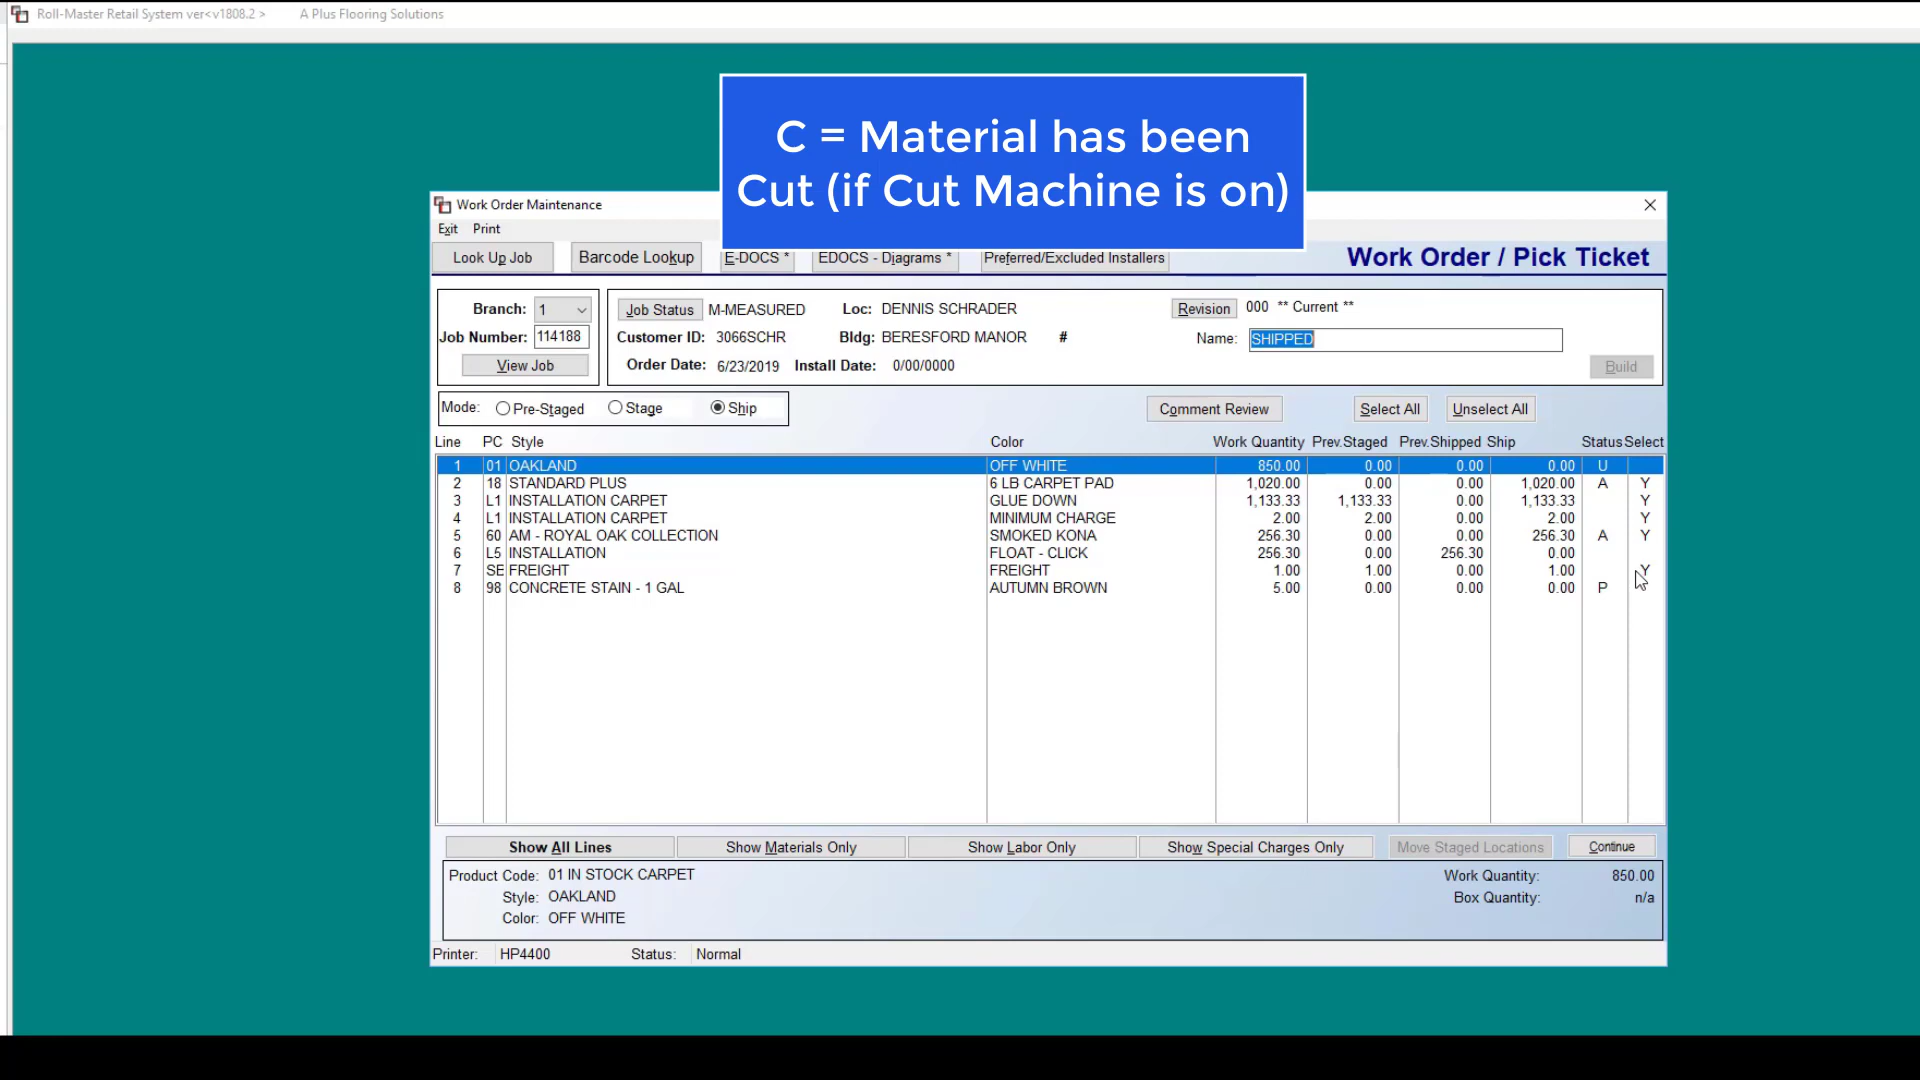 Roll-Master Retail System ver<v1808.2 > A Plus Flooring Solutions
C = Material has been
Cut (if Cut Machine is on)
Work Order Maintenance
Exit Print
Look Up Job Barcode Lookup E-DOCS * EDOCS - Diagrams * Preferred/Excluded Installers Work Order / Pick Ticket
Branch: 1 Job Status M-MEASURED Loc: DENNIS SCHRADER Revision 000 ** Current **
Job Number: 114188 Customer ID: 3066SCHR Bldg: BERESFORD MANOR # Name: SHIPPED
View Job Order Date: 6/23/2019 Install Date: 0/00/0000 Build
Mode: Pre-Staged Stage Ship Comment Review Select All Unselect All
Line PC Style Color Work Quantity Prev.Staged Prev.Shipped Ship Status Select
1 01 OAKLAND OFF WHITE 850.00 0.00 0.00 0.00 U
2 18 STANDARD PLUS 6 LB CARPET PAD 1,020.00 0.00 0.00 1,020.00 A Y
3 L1 INSTALLATION CARPET GLUE DOWN 1,133.33 1,133.33 0.00 1,133.33 Y
4 L1 INSTALLATION CARPET MINIMUM CHARGE 2.00 2.00 0.00 2.00 Y
5 60 AM - ROYAL OAK COLLECTION SMOKED KONA 256.30 0.00 0.00 256.30 A Y
6 L5 INSTALLATION FLOAT - CLICK 256.30 0.00 256.30 0.00
7 SE FREIGHT FREIGHT 1.00 1.00 0.00 1.00 Y
8 98 CONCRETE STAIN - 1 GAL AUTUMN BROWN 5.00 0.00 0.00 0.00 P
Show All Lines Show Materials Only Show Labor Only Show Special Charges Only Move Staged Locations Continue
Product Code: 01 IN STOCK CARPET Work Quantity: 850.00
Style: OAKLAND Box Quantity: n/a
Color: OFF WHITE
Printer: HP4400 Status: Normal